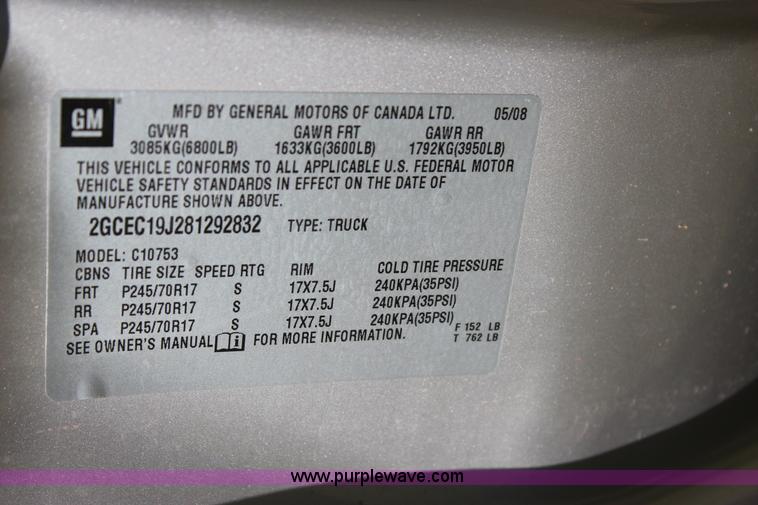 GM
MFD BY GENERAL MOTORS OF CANADA LTD. 05/08
GVWR GAWR FRT GAWR RR
3085KG(6800LB) 1633KG(3600LB) 1792KG(3950LB)
THIS VEHICLE CONFORMS TO ALL APPLICABLE U.S. FEDERAL MOTOR
VEHICLE SAFETY STANDARDS IN EFFECT ON THE DATE OF
MANUFACTURE SHOWN ABOVE.
2GCEC19J281292832 TYPE: TRUCK
MODEL: C10753
CBNS TIRE SIZE SPEED RTG RIM COLD TIRE PRESSURE
FRT P245/70R17 S 17X7.5J 240KPA(35PSI)
RR P245/70R17 S 17X7.5J 240KPA(35PSI)
SPA P245/70R17 S 17X7.5J 240KPA(35PSI) F 152 LB
SEE OWNER'S MANUAL i FOR MORE INFORMATION. T 762 LB
www.purplewave.com